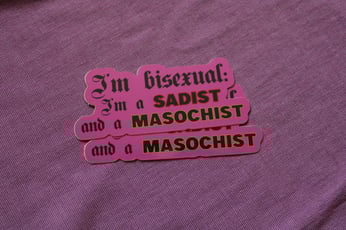 I'm bisexual:
I'm a SADIST
and a MASOCHIST
and a MASOCHIST